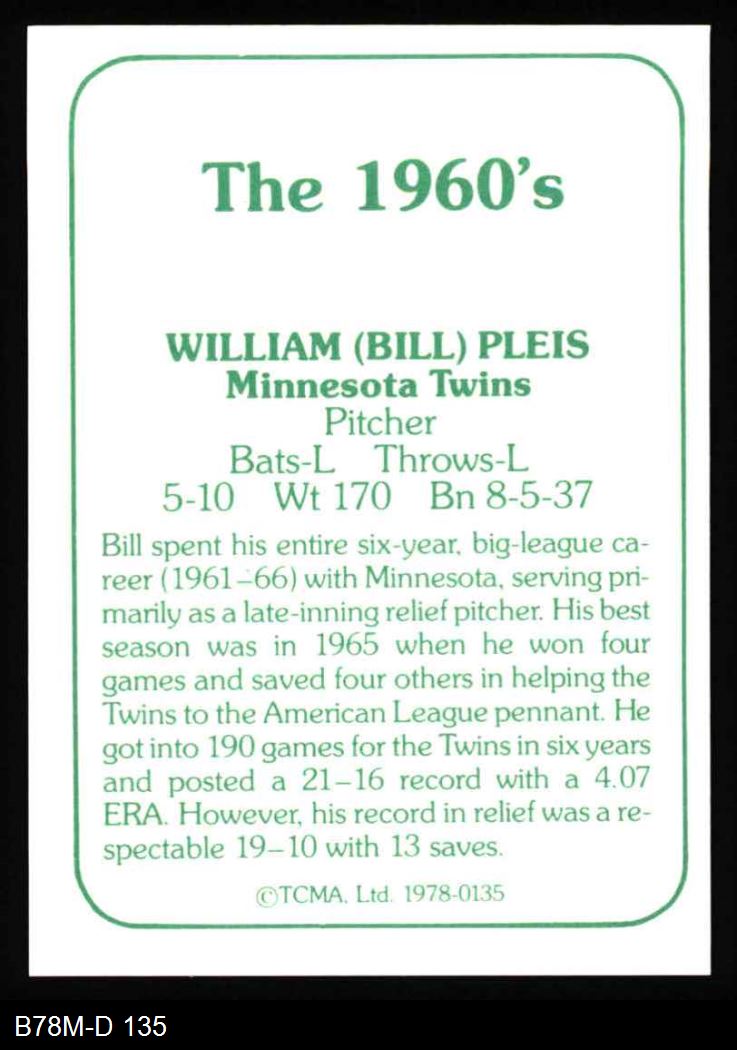 The 1960's
WILLIAM (BILL) PLEIS
Minnesota Twins
Pitcher
Bats-L Throws-L
5-10 Wt 170 Bn 8-5-37
Bill spent his entire six-year, big-league ca-
reer (1961–66) with Minnesota, serving pri-
marily as a late-inning relief pitcher. His best
season was in 1965 when he won four
games and saved four others in helping the
Twins to the American League pennant. He
got into 190 games for the Twins in six years
and posted a 21–16 record with a 4.07
ERA. However, his record in relief was a re-
spectable 19–10 with 13 saves.
©TCMA, Ltd. 1978-0135
B78M-D 135